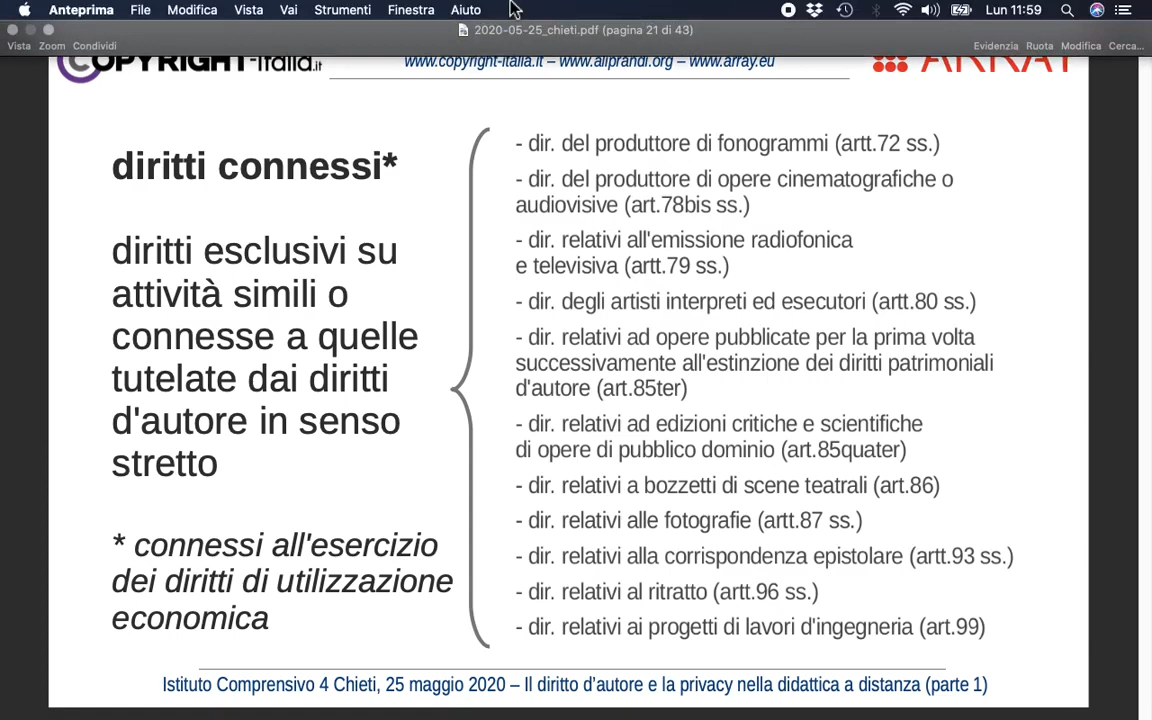 Anteprima File Modifica Vista Vai Strumenti Finestra Aiuto Lun 11:59
2020-05-25_chieti.pdf (pagina 21 di 43)
Vista Zoom Condividi Evidenzia Ruota Modifica Cerca...
COPYRIGHT-Italia.it www.copyright-italia.it – www.aliprandi.org – www.array.eu ARRAY
diritti connessi*
diritti esclusivi su
attività simili o
connesse a quelle
tutelate dai diritti
d'autore in senso
stretto
* connessi all'esercizio
dei diritti di utilizzazione
economica
- dir. del produttore di fonogrammi (artt.72 ss.)
- dir. del produttore di opere cinematografiche o
audiovisive (art.78bis ss.)
- dir. relativi all'emissione radiofonica
e televisiva (artt.79 ss.)
- dir. degli artisti interpreti ed esecutori (artt.80 ss.)
- dir. relativi ad opere pubblicate per la prima volta
successivamente all'estinzione dei diritti patrimoniali
d'autore (art.85ter)
- dir. relativi ad edizioni critiche e scientifiche
di opere di pubblico dominio (art.85quater)
- dir. relativi a bozzetti di scene teatrali (art.86)
- dir. relativi alle fotografie (artt.87 ss.)
- dir. relativi alla corrispondenza epistolare (artt.93 ss.)
- dir. relativi al ritratto (artt.96 ss.)
- dir. relativi ai progetti di lavori d'ingegneria (art.99)
Istituto Comprensivo 4 Chieti, 25 maggio 2020 – Il diritto d'autore e la privacy nella didattica a distanza (parte 1)